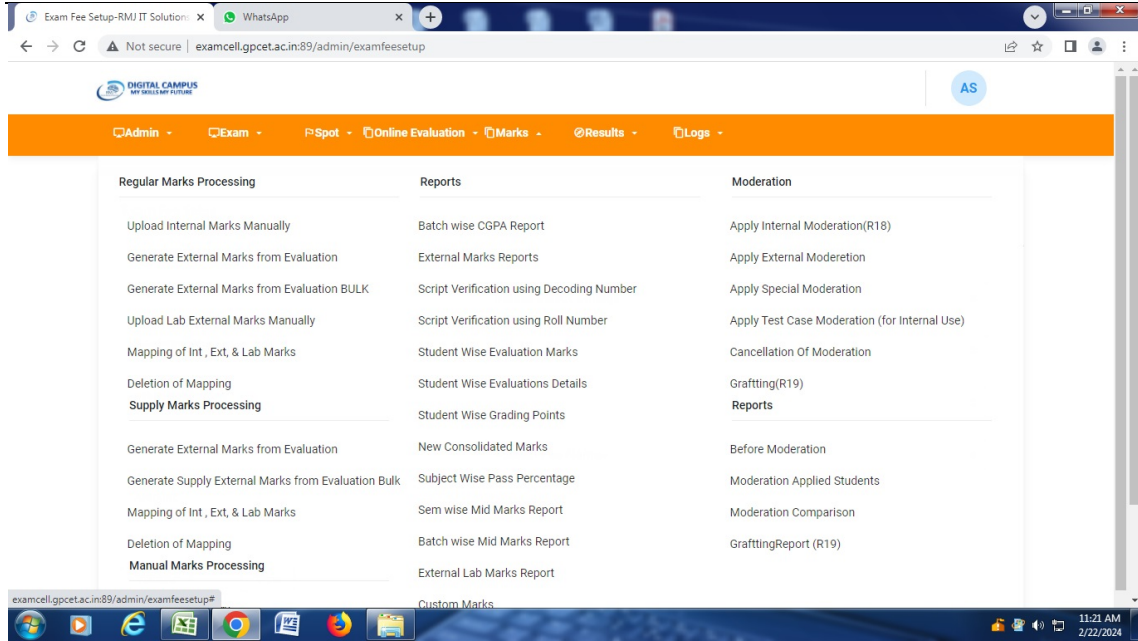 Exam Fee Setup-RMJ IT Solution
WhatsApp
Not secure | examcell.gpcet.ac.in:89/admin/examfeesetup
DIGITAL CAMPUS
MY SKILLS MY FUTURE
AS
Admin Exam Spot Online Evaluation Marks Results Logs
Regular Marks Processing
Upload Internal Marks Manually
Generate External Marks from Evaluation
Generate External Marks from Evaluation BULK
Upload Lab External Marks Manually
Mapping of Int , Ext, & Lab Marks
Deletion of Mapping
Supply Marks Processing
Generate External Marks from Evaluation
Generate Supply External Marks from Evaluation Bulk
Mapping of Int , Ext, & Lab Marks
Deletion of Mapping
Manual Marks Processing
Reports
Batch wise CGPA Report
External Marks Reports
Script Verification using Decoding Number
Script Verification using Roll Number
Student Wise Evaluation Marks
Student Wise Evaluations Details
Student Wise Grading Points
New Consolidated Marks
Subject Wise Pass Percentage
Sem wise Mid Marks Report
Batch wise Mid Marks Report
External Lab Marks Report
Custom Marks
Moderation
Apply Internal Moderation(R18)
Apply External Moderetion
Apply Special Moderation
Apply Test Case Moderation (for Internal Use)
Cancellation Of Moderation
Graftting(R19)
Reports
Before Moderation
Moderation Applied Students
Moderation Comparison
GrafttingReport (R19)
examcell.gpcet.ac.in:89/admin/examfeesetup#
11:21 AM
2/22/2024